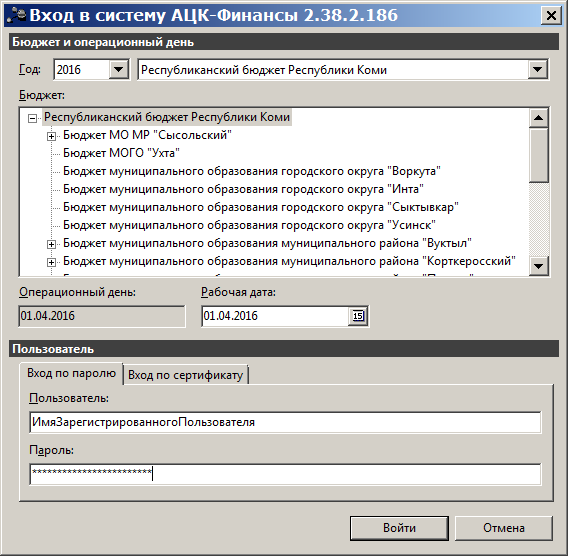 Вход в систему АЦК-Финансы 2.38.2.186
Бюджет и операционный день
Год: 2016 Республиканский бюджет Республики Коми
Бюджет:
Республиканский бюджет Республики Коми
Бюджет МО МР "Сысольский"
Бюджет МОГО "Ухта"
Бюджет муниципального образования городского округа "Воркута"
Бюджет муниципального образования городского округа "Инта"
Бюджет муниципального образования городского округа "Сыктывкар"
Бюджет муниципального образования городского округа "Усинск"
Бюджет муниципального образования муниципального района "Вуктыл"
Бюджет муниципального образования муниципального района "Корткеросский"
Операционный день: Рабочая дата:
01.04.2016 01.04.2016 15
Пользователь
Вход по паролю Вход по сертификату
Пользователь:
ИмяЗарегистрированногоПользователя
Пароль:
************************
Войти Отмена